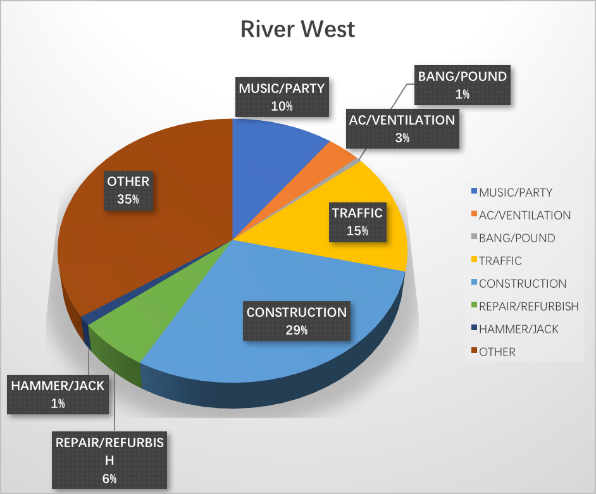 River West
MUSIC/PARTY
10%
BANG/POUND
1%
AC/VENTILATION
3%
OTHER
35%
TRAFFIC
15%
CONSTRUCTION
29%
HAMMER/JACK
1%
REPAIR/REFURBIS
H
6%
MUSIC/PARTY
AC/VENTILATION
BANG/POUND
TRAFFIC
CONSTRUCTION
REPAIR/REFURBISH
HAMMER/JACK
OTHER